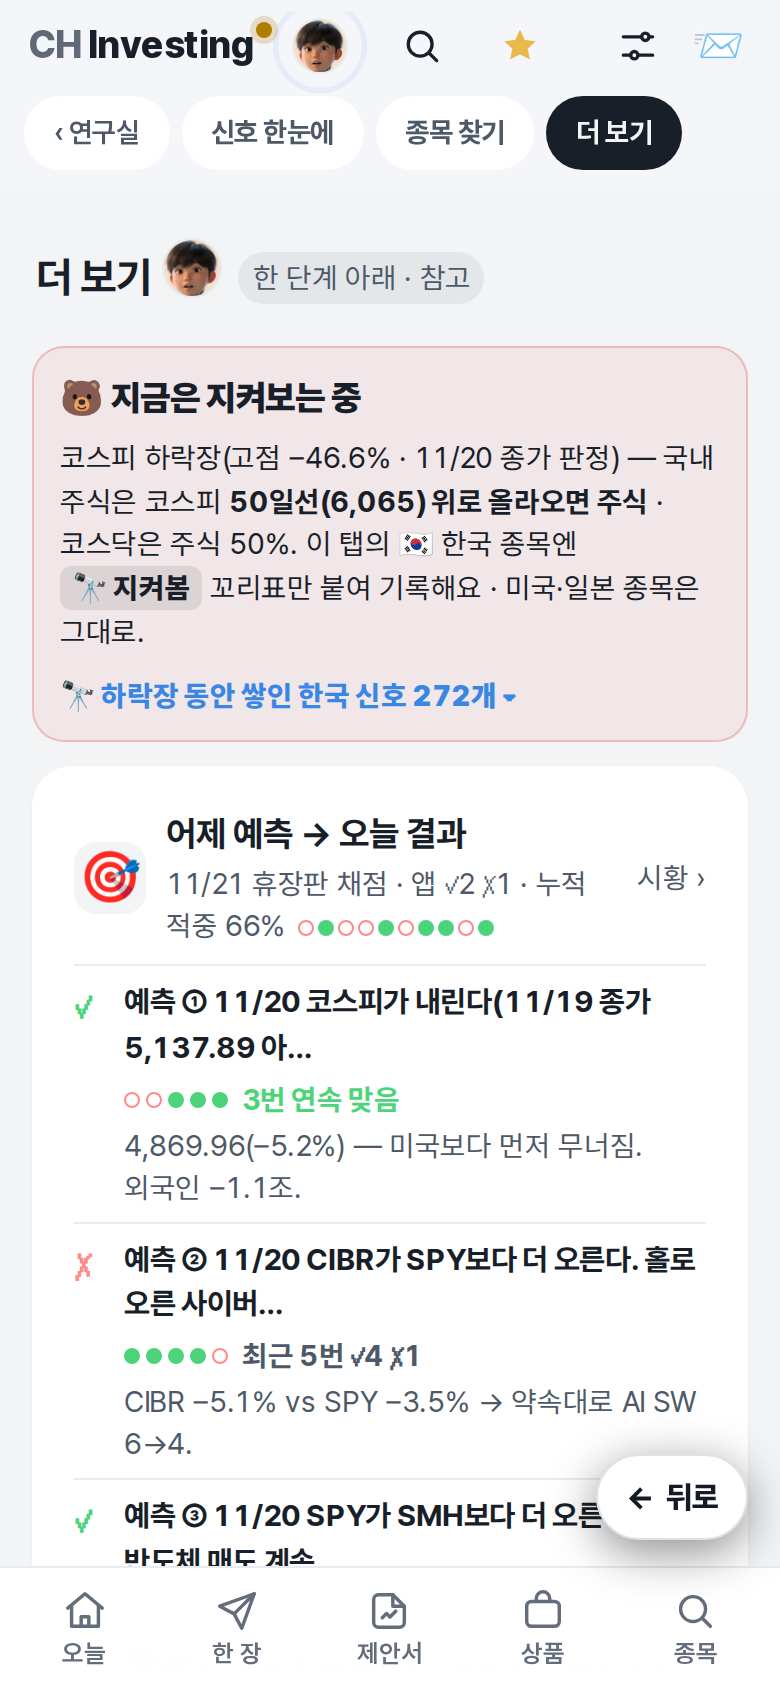 CH Investing
‹ 연구실
신호 한눈에
종목 찾기
더 보기
더 보기
한 단계 아래 · 참고
🐻 지금은 지켜보는 중
코스피 하락장(고점 −46.6% · 11/20 종가 판정) — 국내
주식은 코스피 50일선(6,065) 위로 올라오면 주식 ·
코스닥은 주식 50%. 이 탭의 🇰🇷 한국 종목엔
🔭 지켜봄 꼬리표만 붙여 기록해요 · 미국·일본 종목은
그대로.
🔭 하락장 동안 쌓인 한국 신호 272개
어제 예측 → 오늘 결과
11/21 휴장판 채점 · 앱 ✓2 ✗1 · 누적
적중 66%
시황 ›
✓ 예측 ① 11/20 코스피가 내린다(11/19 종가
5,137.89 아…
3번 연속 맞음
4,869.96(−5.2%) — 미국보다 먼저 무너짐.
외국인 −1.1조.
✗ 예측 ② 11/20 CIBR가 SPY보다 더 오른다. 홀로
오른 사이버…
최근 5번 ✓4 ✗1
CIBR −5.1% vs SPY −3.5% → 약속대로 AI SW
6→4.
✓ 예측 ③ 11/20 SPY가 SMH보다 더 오른
반도체 매도 계속
← 뒤로
오늘
한 장
제안서
상품
종목